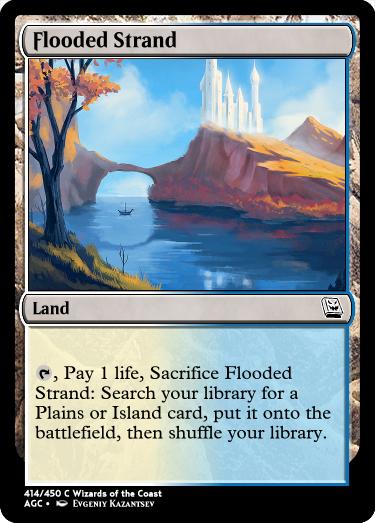 Flooded Strand
Land
, Pay 1 life, Sacrifice Flooded
Strand: Search your library for a
Plains or Island card, put it onto the
battlefield, then shuffle your library.
414/450 C Wizards of the Coast
AGC • Evgeniy Kazantsev